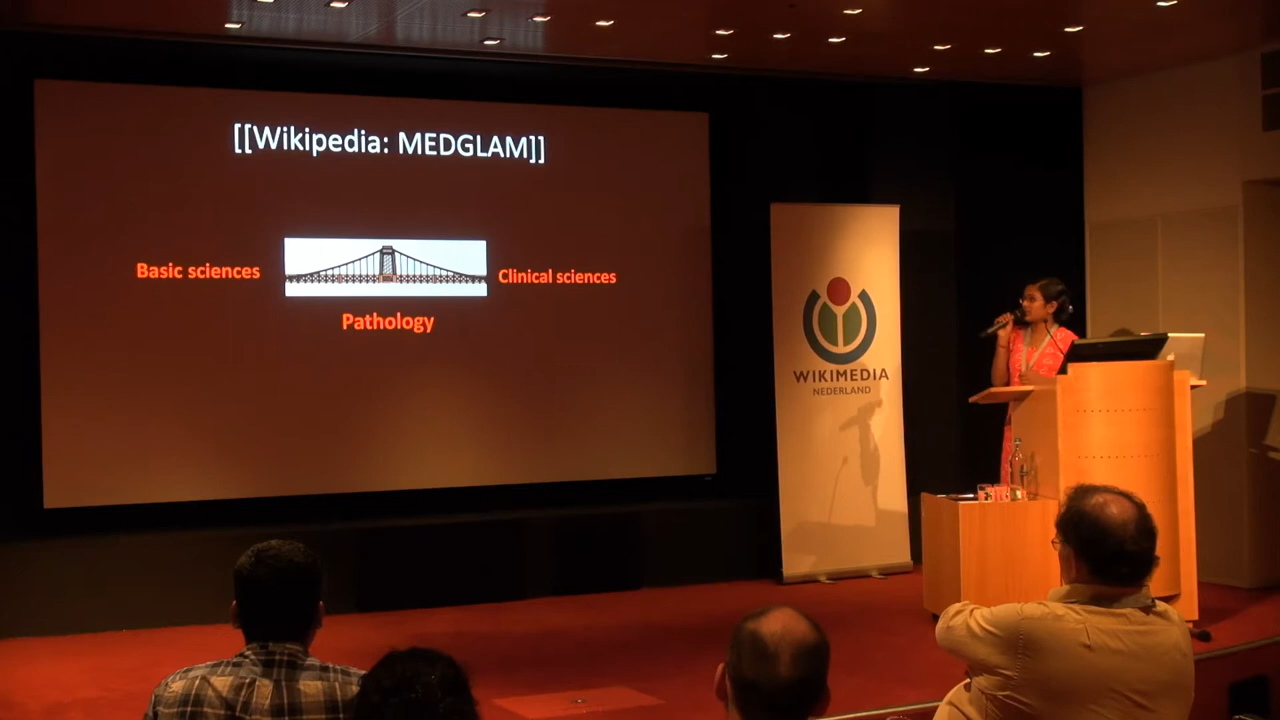 [[Wikipedia: MEDGLAM]]
Basic sciences
Clinical sciences
Pathology
WIKIMEDIA
NEDERLAND